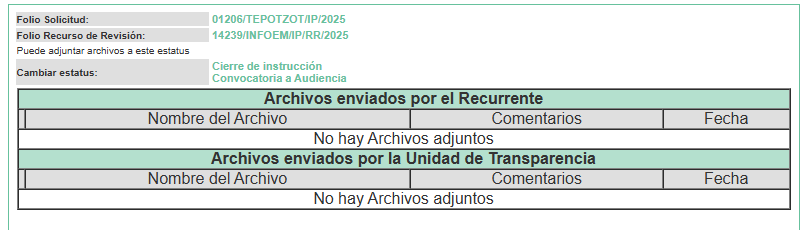 Folio Solicitud: 01206/TEPOTZOT/IP/2025
Folio Recurso de Revisión: 14239/INFOEM/IP/RR/2025
Puede adjuntar archivos a este estatus
Cambiar estatus: Cierre de instrucción
Convocatoria a Audiencia
Archivos enviados por el Recurrente
Nombre del Archivo Comentarios Fecha
No hay Archivos adjuntos
Archivos enviados por la Unidad de Transparencia
Nombre del Archivo Comentarios Fecha
No hay Archivos adjuntos